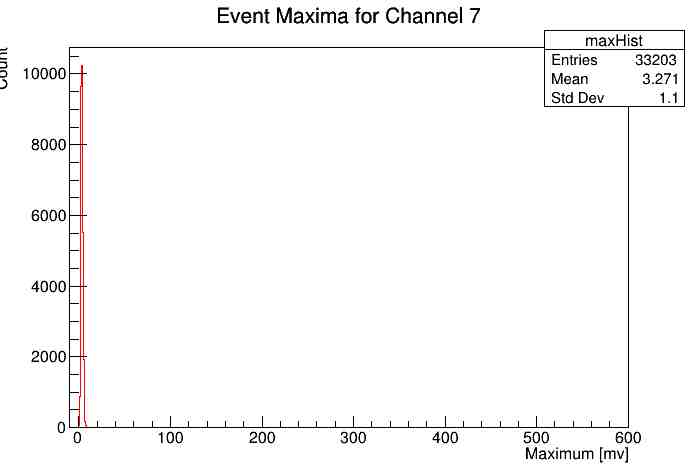 Event Maxima for Channel 7
maxHist
Entries 33203
Mean 3.271
Std Dev 1.1
Count
10000
8000
6000
4000
2000
0
0 100 200 300 400 500 600
Maximum [mv]